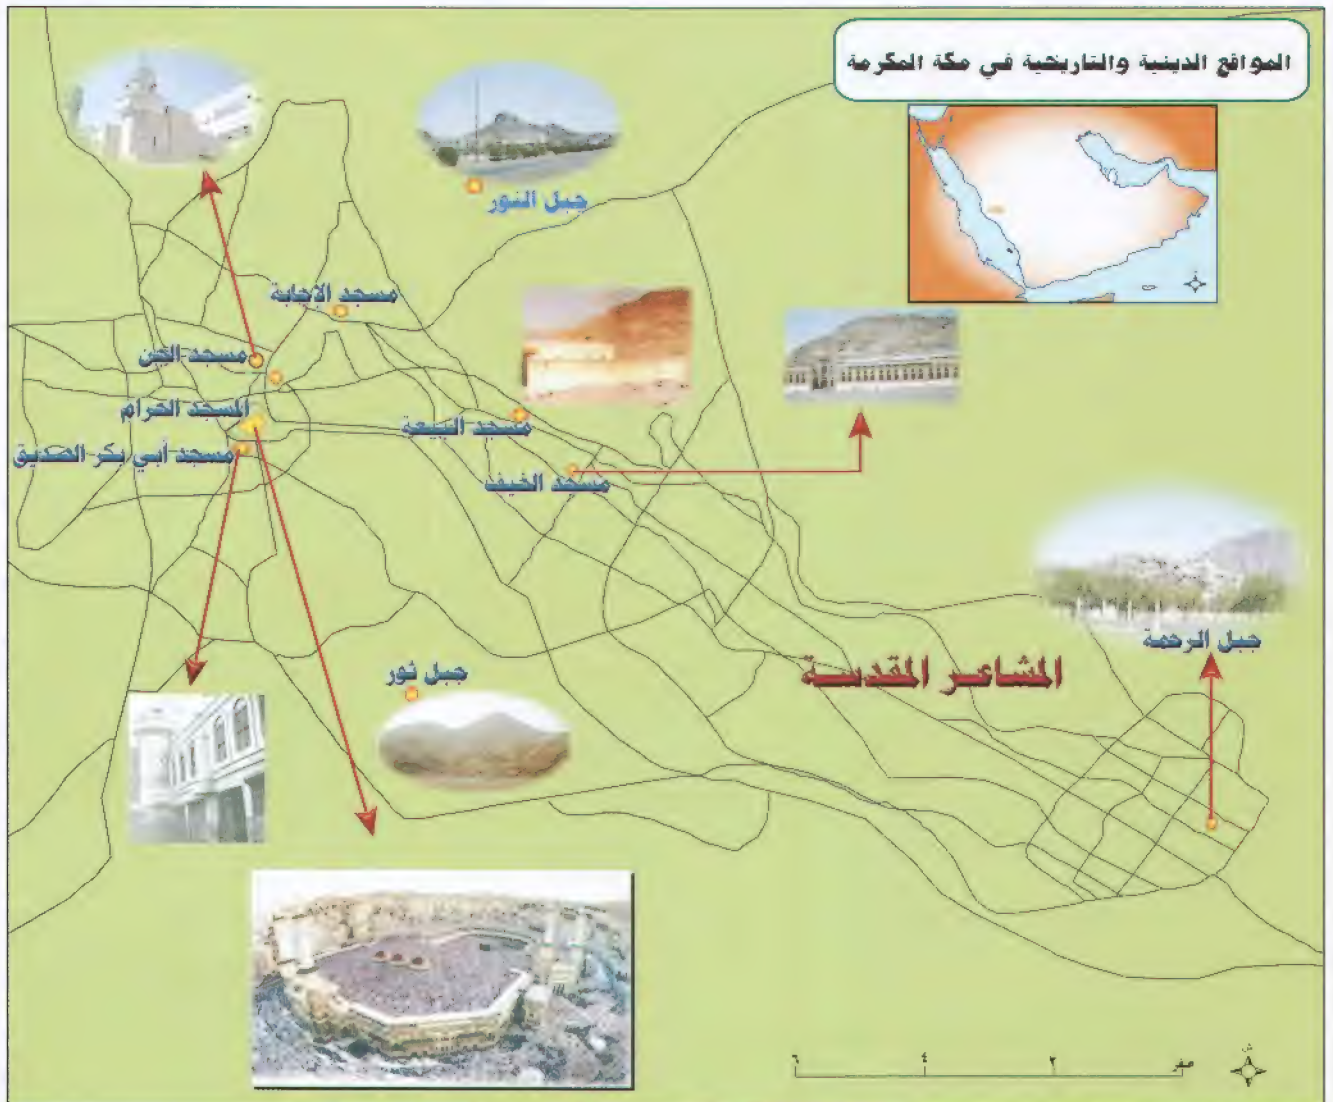 المواقع الدينية والتاريخية في مكة المكرمة
جبل النور
مسجد الإجابة
مسجد الجن
المسجد الحرام
مسجد البيعة
مسجد أبي بكر الصديق
مسجد الخيف
جبل الرحمة
المشاعر المقدسة
جبل ثور
ش
٦ ٤ ٢ صفر